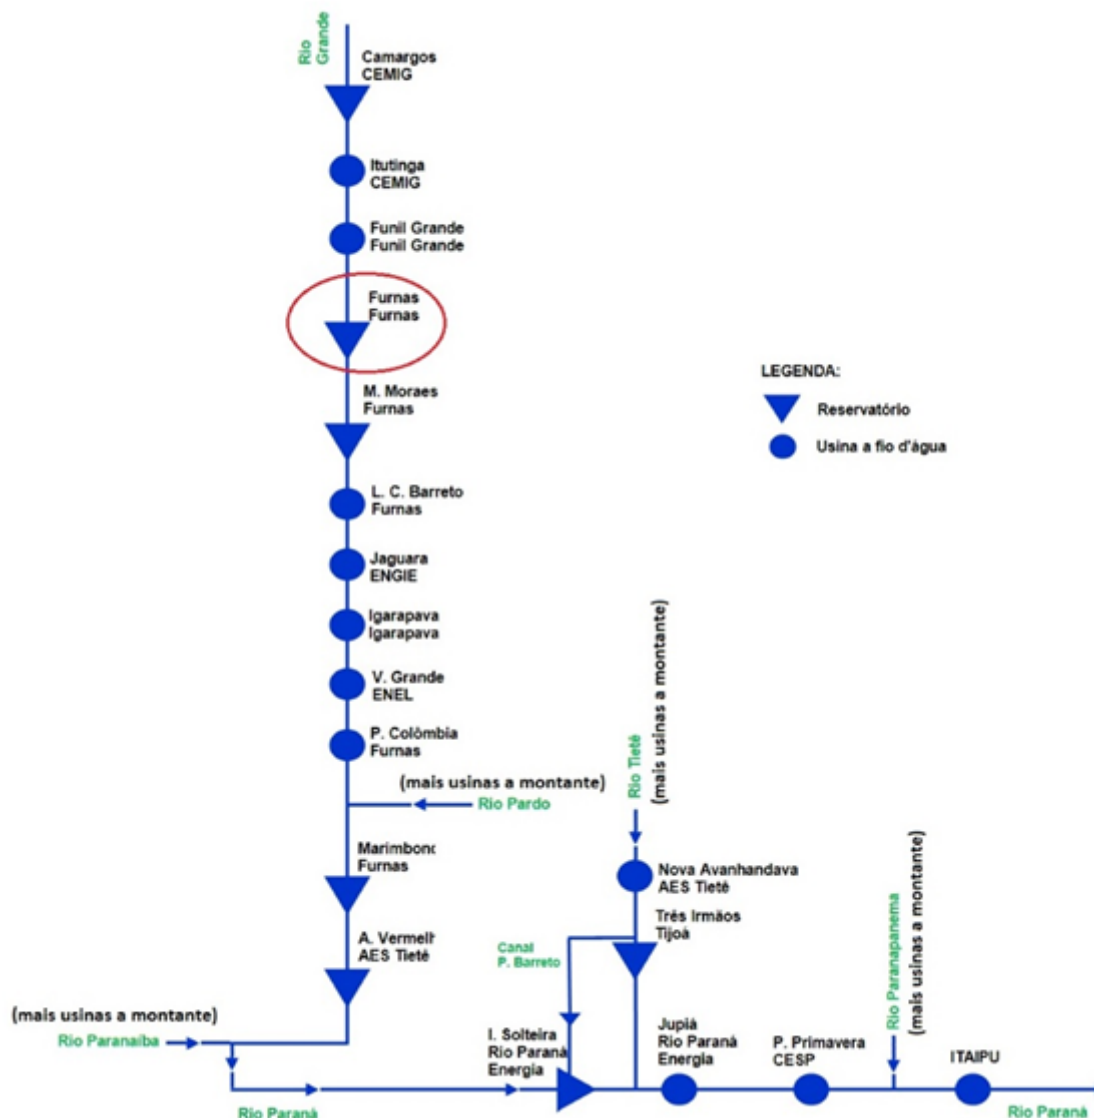 Rio
Grande
Camargos
CEMIG
Itutinga
CEMIG
Funil Grande
Funil Grande
Furnas
Furnas
M. Moraes
Furnas
LEGENDA:
Reservatório
Usina a fio d'água
L. C. Barreto
Furnas
Jaguara
ENGIE
Igarapava
Igarapava
V. Grande
ENEL
P. Colômbia
Furnas
(mais usinas a montante)
Rio Pardo
Rio Tietê
(mais usinas a montante)
Marimbond
Furnas
Nova Avanhandava
AES Tietê
A. Vermelh
AES Tietê
Três Irmãos
Tijoá
Canal
P. Barreto
Rio Paranapanema
(mais usinas a montante)
(mais usinas a montante)
Rio Paranaíba
I. Solteira
Rio Paraná
Energia
Jupiá
Rio Paraná
Energia
P. Primavera
CESP
ITAIPU
Rio Paraná
Rio Paraná